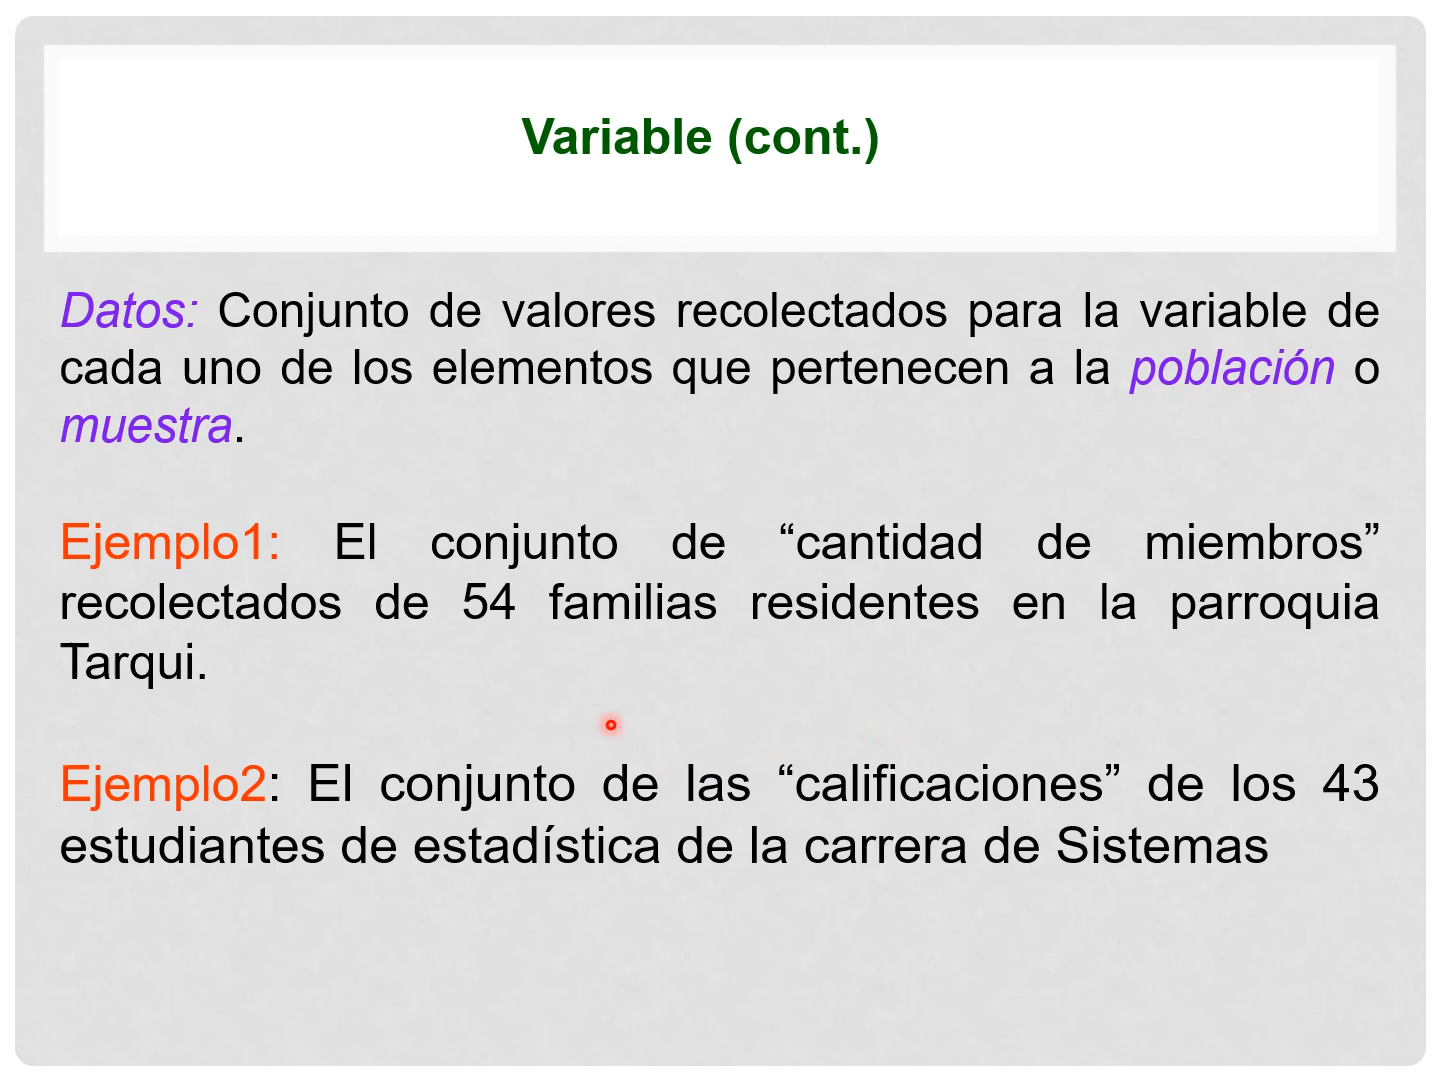 Variable (cont.)
Datos: Conjunto de valores recolectados para la variable de
cada uno de los elementos que pertenecen a la población o
muestra.
Ejemplo1: El conjunto de “cantidad de miembros”
recolectados de 54 familias residentes en la parroquia
Tarqui.
Ejemplo2: El conjunto de las “calificaciones” de los 43
estudiantes de estadística de la carrera de Sistemas